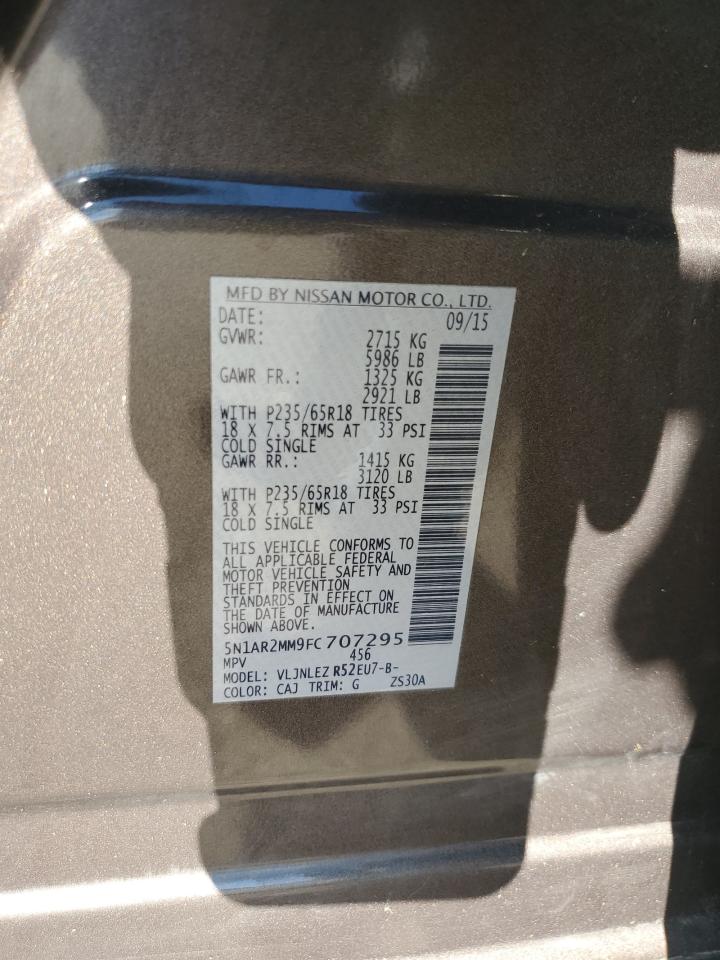 MFD BY NISSAN MOTOR CO., LTD.
DATE: 09/15
GVWR: 2715 KG
5986 LB
GAWR FR.: 1325 KG
2921 LB
WITH P235/65R18 TIRES
18 X 7.5 RIMS AT 33 PSI
COLD SINGLE
GAWR RR.: 1415 KG
3120 LB
WITH P235/65R18 TIRES
18 X 7.5 RIMS AT 33 PSI
COLD SINGLE
THIS VEHICLE CONFORMS TO
ALL APPLICABLE FEDERAL
MOTOR VEHICLE SAFETY AND
THEFT PREVENTION
STANDARDS IN EFFECT ON
THE DATE OF MANUFACTURE
SHOWN ABOVE.
5N1AR2MM9FC707295
MPV 456
MODEL: VLJNLEZ R52EU7-B-
COLOR: CAJ TRIM: G ZS30A